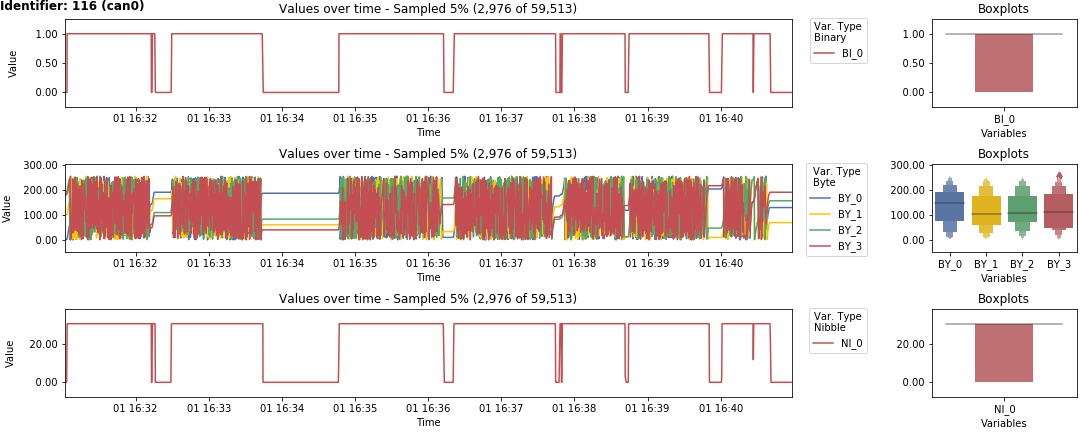 Identifier: 116 (can0)
Values over time - Sampled 5% (2,976 of 59,513)
Boxplots
Value
1.00
0.50
0.00
01 16:32 01 16:33 01 16:34 01 16:35 01 16:36 01 16:37 01 16:38 01 16:39 01 16:40
Time
Var. Type
Binary
BI_0
1.00
0.50
0.00
BI_0
Variables
Values over time - Sampled 5% (2,976 of 59,513)
Boxplots
Value
300.00
200.00
100.00
0.00
01 16:32 01 16:33 01 16:34 01 16:35 01 16:36 01 16:37 01 16:38 01 16:39 01 16:40
Time
Var. Type
Byte
BY_0
BY_1
BY_2
BY_3
300.00
200.00
100.00
0.00
BY_0 BY_1 BY_2 BY_3
Variables
Values over time - Sampled 5% (2,976 of 59,513)
Boxplots
Value
20.00
0.00
01 16:32 01 16:33 01 16:34 01 16:35 01 16:36 01 16:37 01 16:38 01 16:39 01 16:40
Time
Var. Type
Nibble
NI_0
20.00
0.00
NI_0
Variables